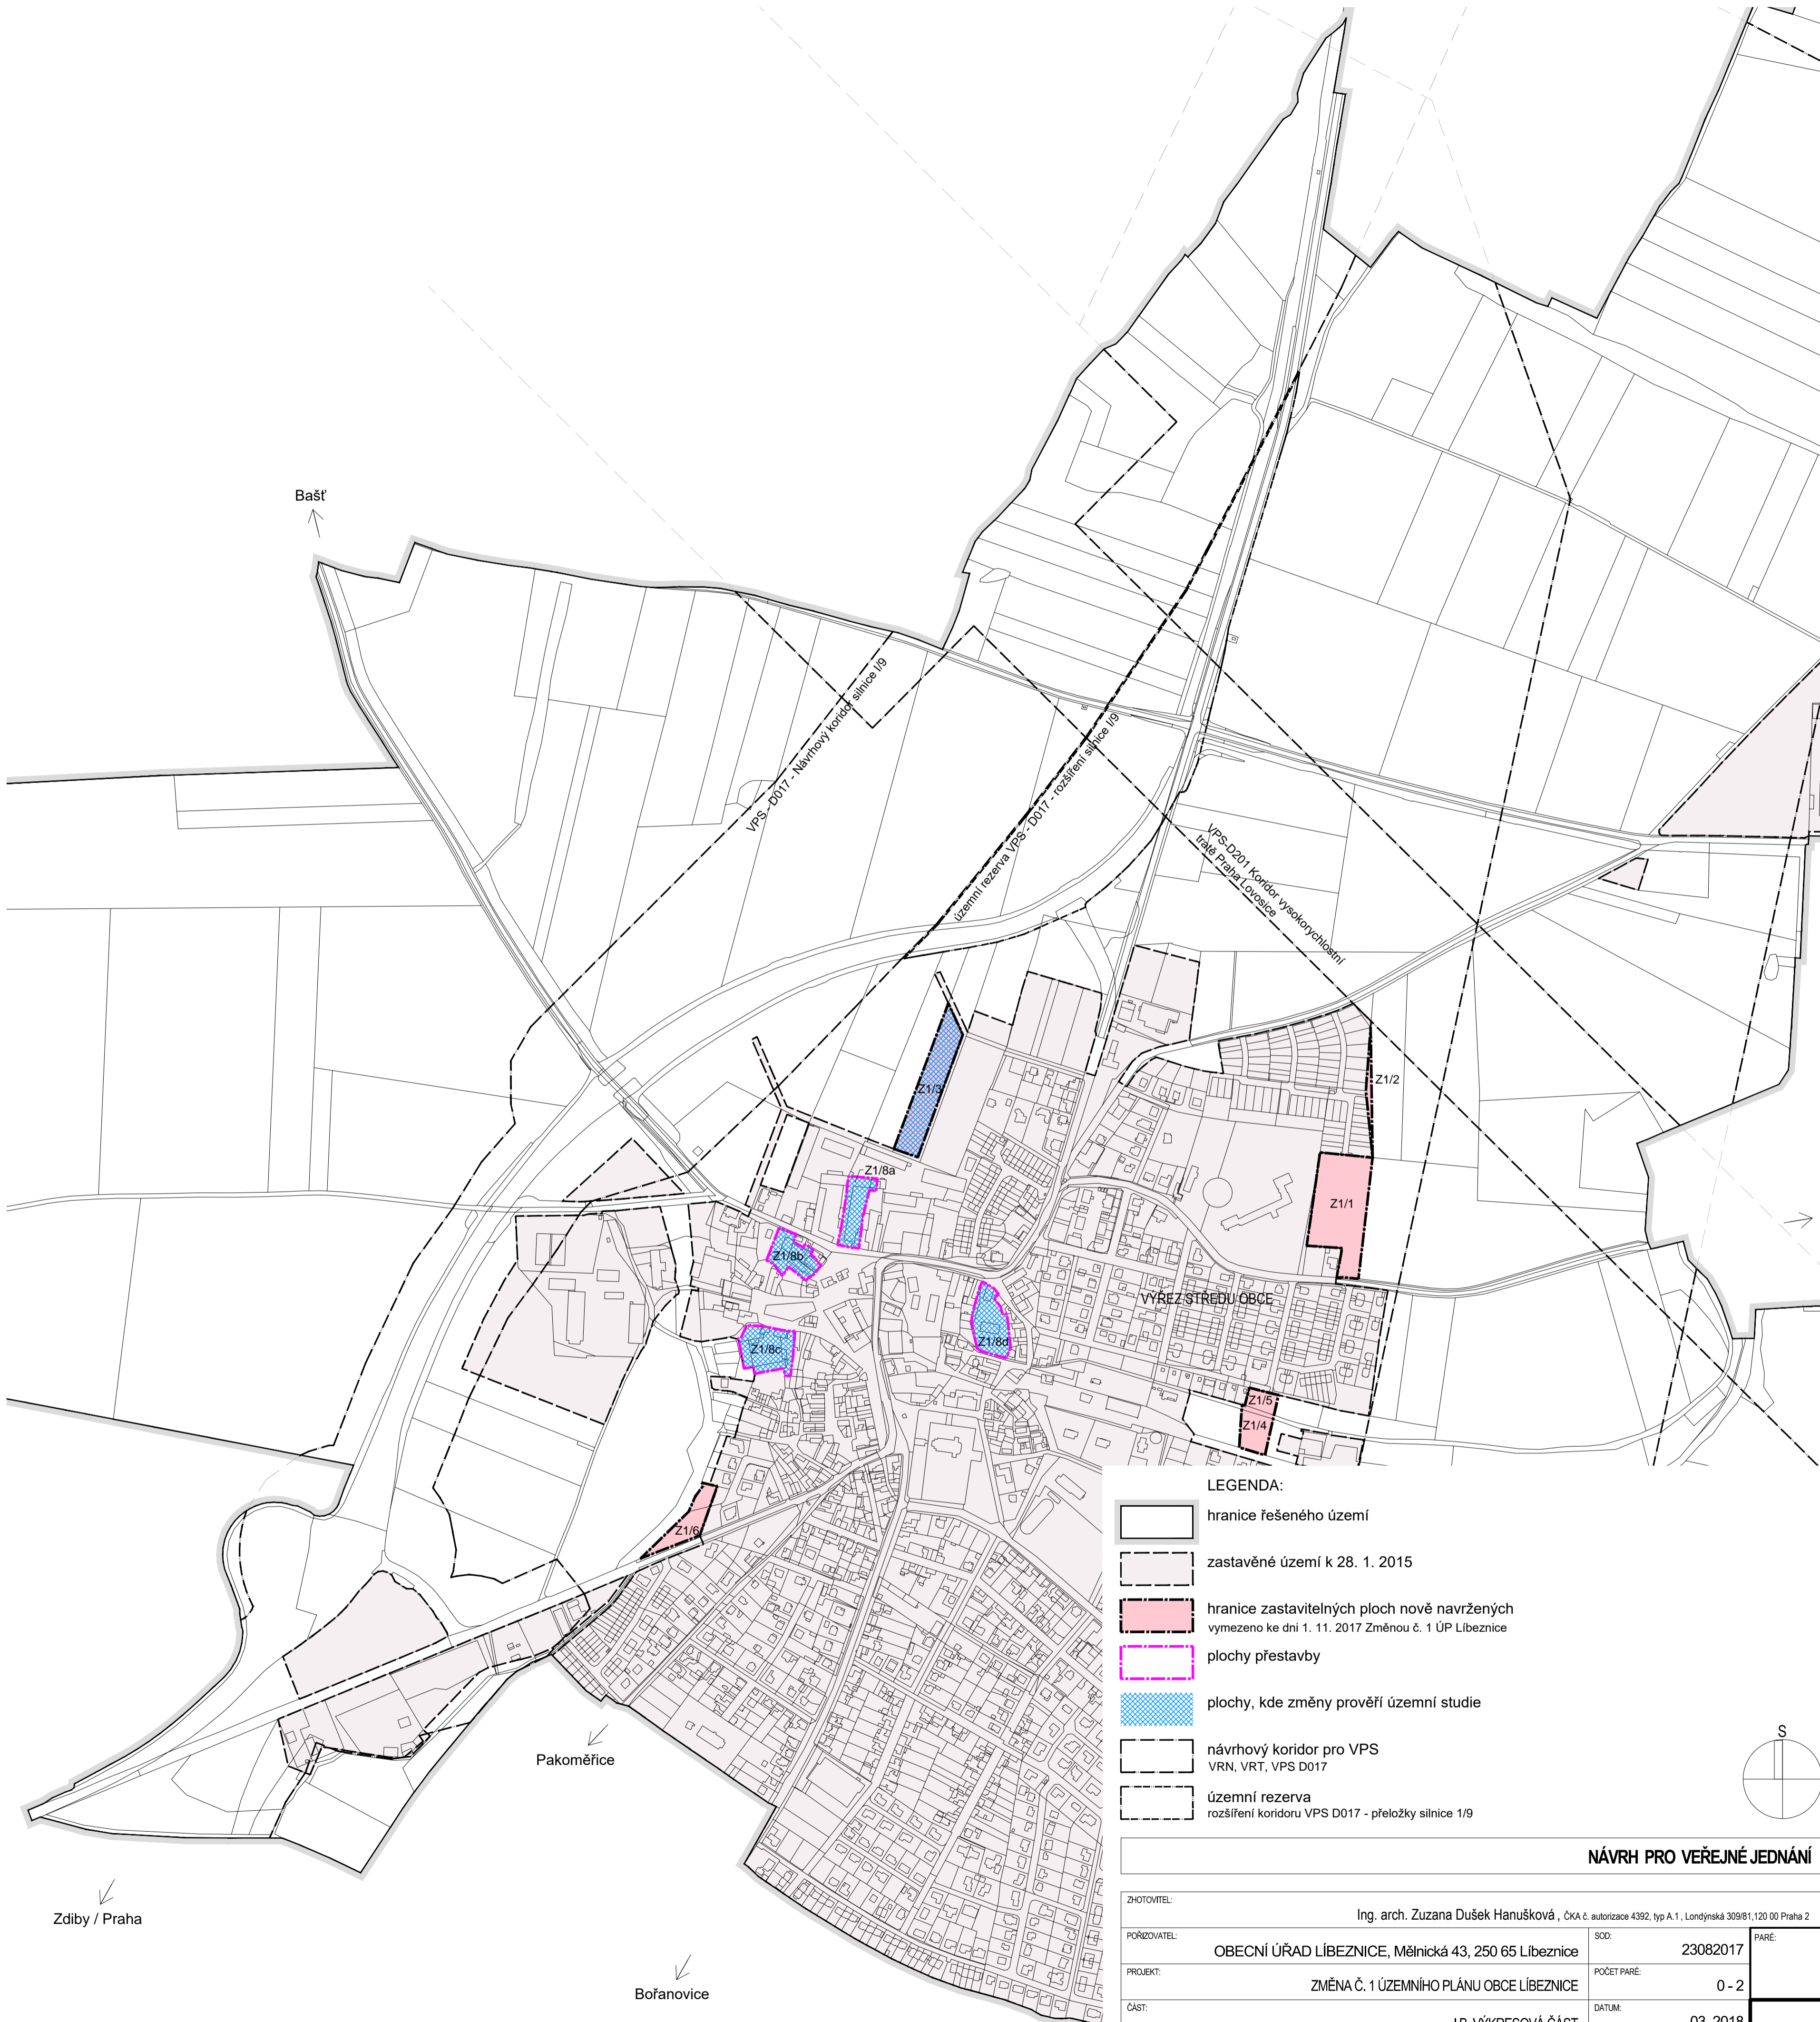 Bašť
VPS - D017 - Návrhový koridor silnice I/9
územní rezerva VPS - D017 - rozšíření silnice I/9
VPS-D201 Koridor vysokorychlostní
tratě Praha Lovosice
Z1/3
Z1/2
Z1/8a
Z1/1
Z1/8b
VÝŘEZ STŘEDU OBCE
Z1/8d
Z1/8c
Z1/5
Z1/4
Z1/6
Pakoměřice
Zdiby / Praha
Bořanovice
LEGENDA:
hranice řešeného území
zastavěné území k 28. 1. 2015
hranice zastavitelných ploch nově navržených
vymezeno ke dni 1. 11. 2017 Změnou č. 1 ÚP Líbeznice
plochy přestavby
plochy, kde změny prověří územní studie
návrhový koridor pro VPS
VRN, VRT, VPS D017
územní rezerva
rozšíření koridoru VPS D017 - přeložky silnice 1/9
S
NÁVRH PRO VEŘEJNÉ JEDNÁNÍ
ZHOTOVITEL:
Ing. arch. Zuzana Dušek Hanušková , ČKA č. autorizace 4392, typ A.1 , Londýnská 309/81,120 00 Praha 2
POŘIZOVATEL:
OBECNÍ ÚŘAD LÍBEZNICE, Mělnická 43, 250 65 Líbeznice
SOD:
23082017
PARÉ:
PROJEKT:
ZMĚNA Č. 1 ÚZEMNÍHO PLÁNU OBCE LÍBEZNICE
POČET PARÉ:
0 - 2
ČÁST:
I.B. VÝKRESOVÁ ČÁST
DATUM:
03, 2018